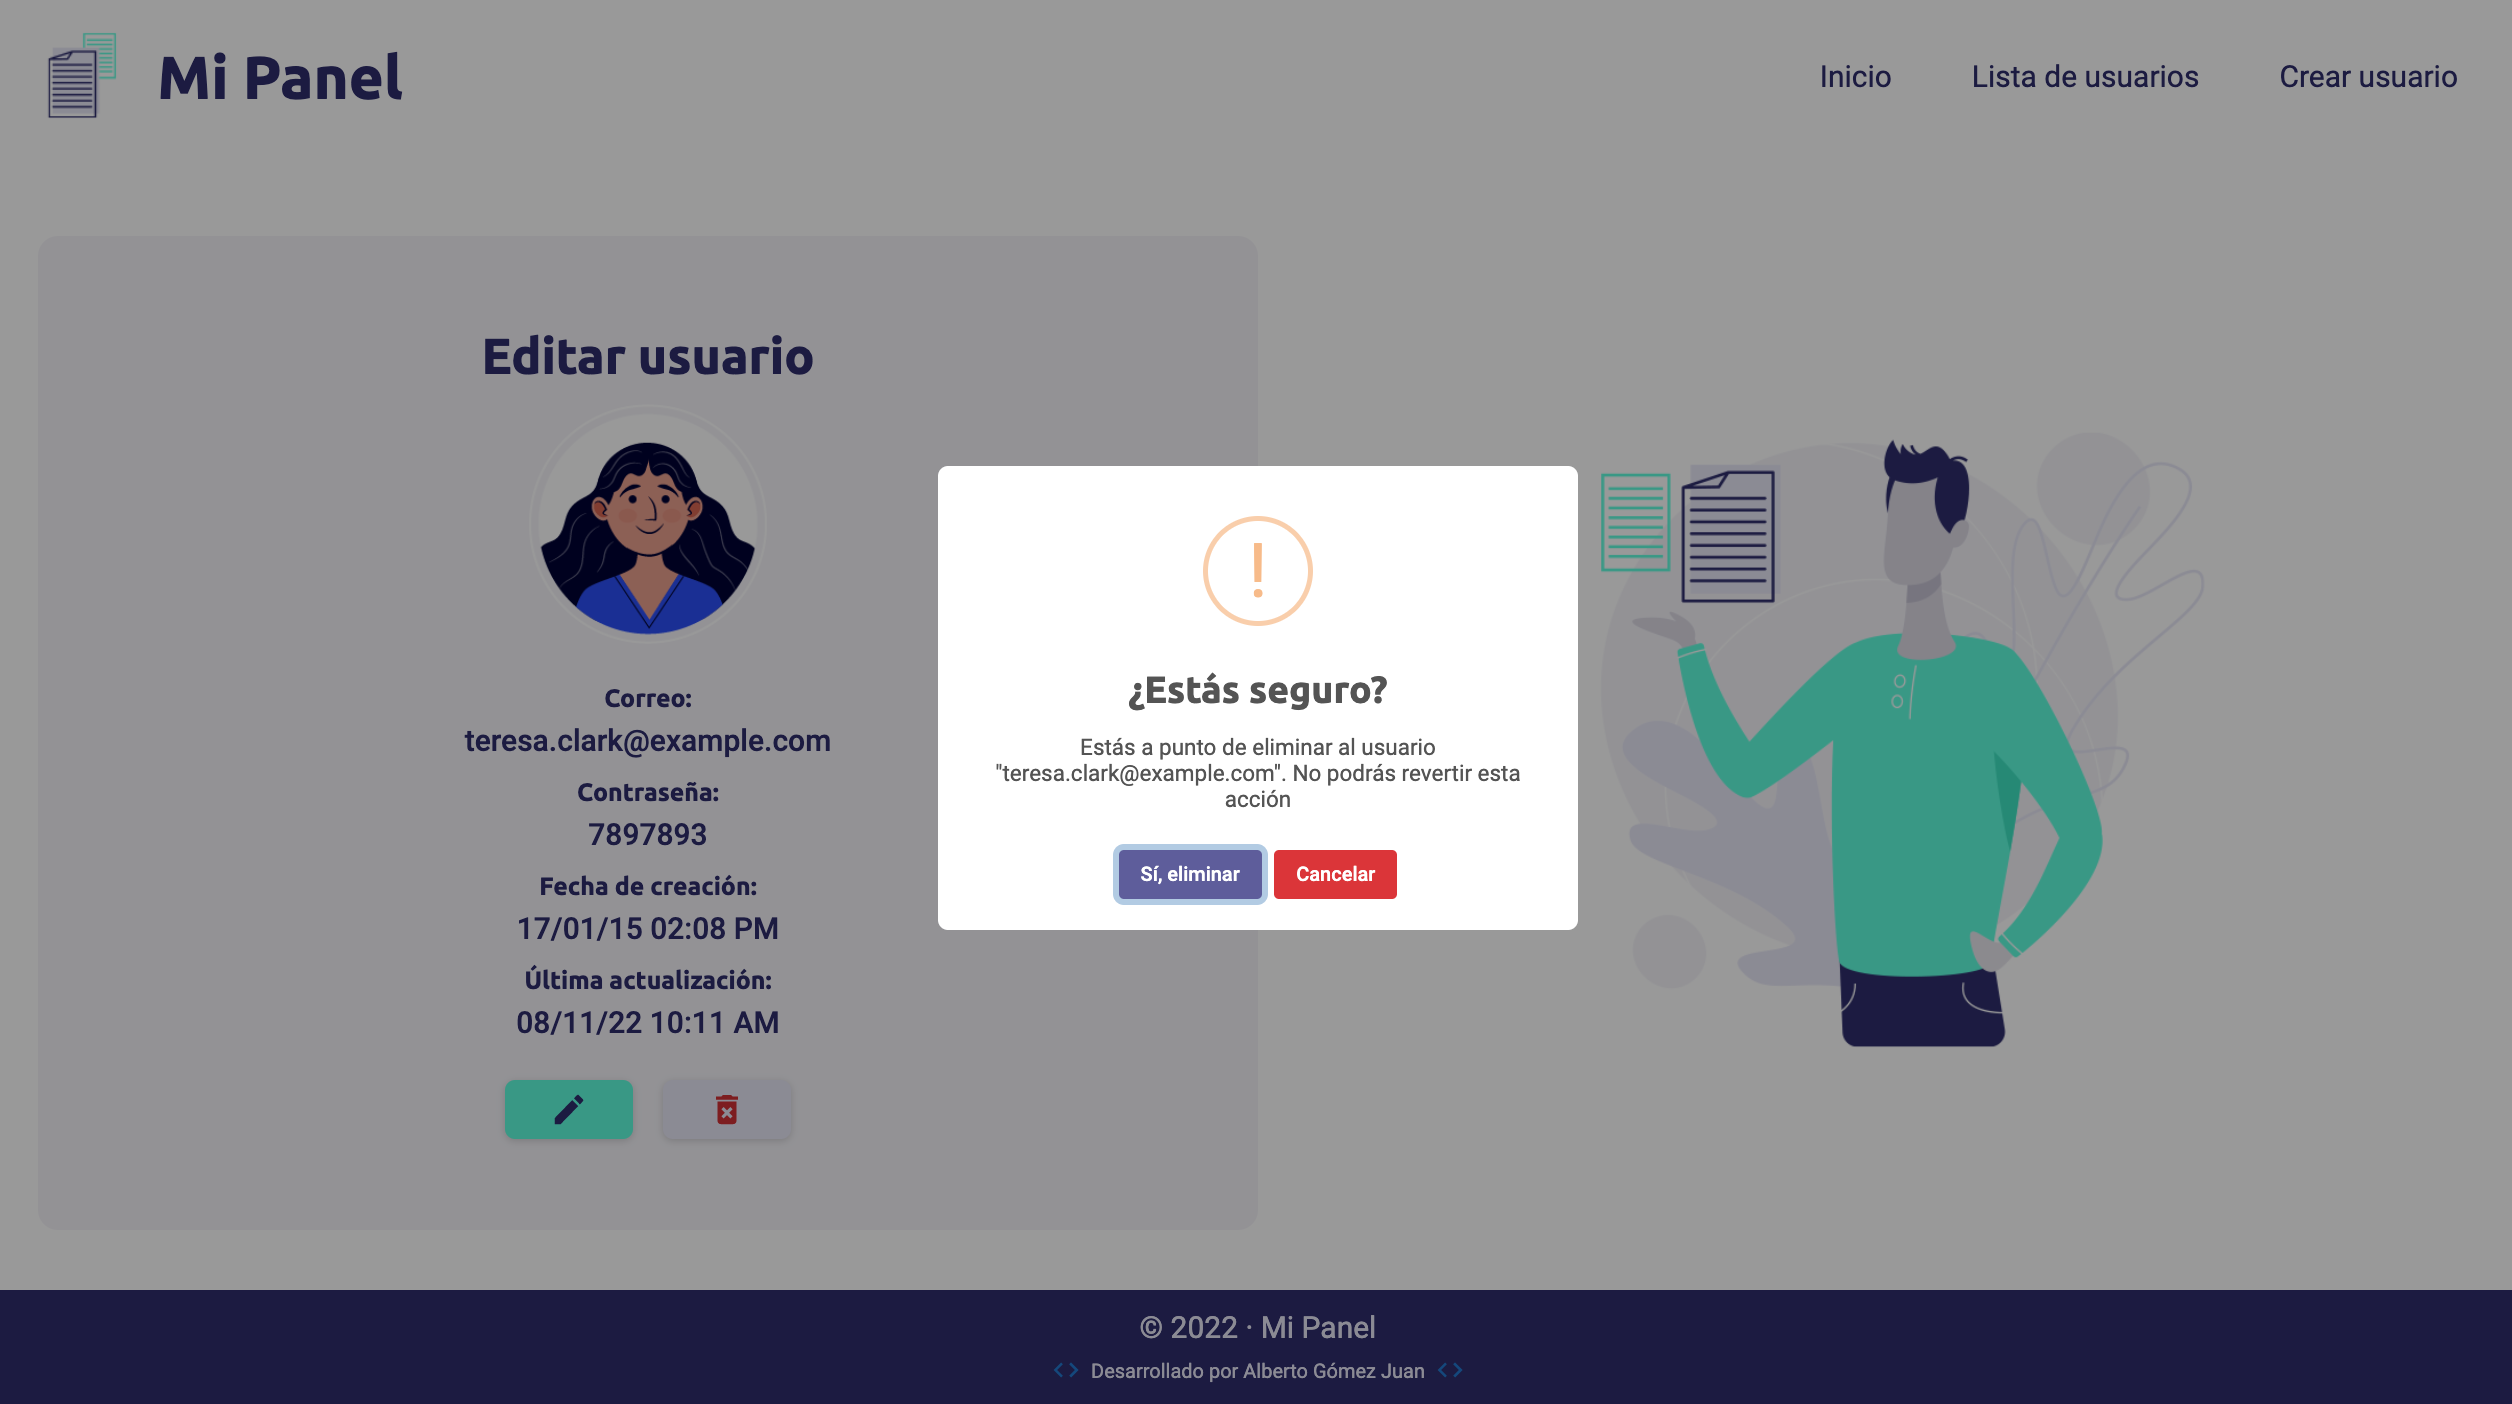 Mi Panel
Inicio
Lista de usuarios
Crear usuario
Editar usuario
Correo:
teresa.clark@example.com
Contraseña:
7897893
Fecha de creación:
17/01/15 02:08 PM
Última actualización:
08/11/22 10:11 AM
¿Estás seguro?
Estás a punto de eliminar al usuario
"teresa.clark@example.com". No podrás revertir esta
acción
Sí, eliminar
Cancelar
© 2022 · Mi Panel
<> Desarrollado por Alberto Gómez Juan <>